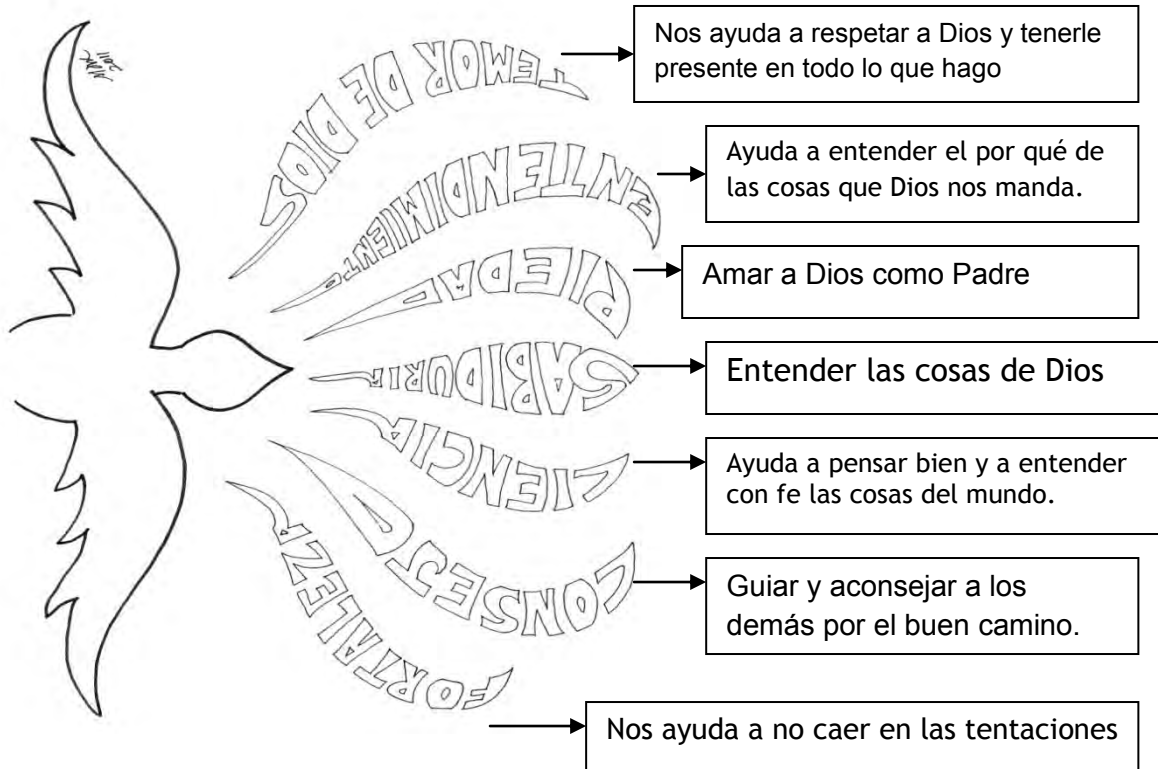 TEMOR DE DIOS
Nos ayuda a respetar a Dios y tenerle
presente en todo lo que hago
ENTENDIMIENTO
Ayuda a entender el por qué de
las cosas que Dios nos manda.
PIEDAD
Amar a Dios como Padre
SABIDURIA
Entender las cosas de Dios
CIENCIA
Ayuda a pensar bien y a entender
con fe las cosas del mundo.
CONSEJO
Guiar y aconsejar a los
demás por el buen camino.
FORTALEZA
Nos ayuda a no caer en las tentaciones